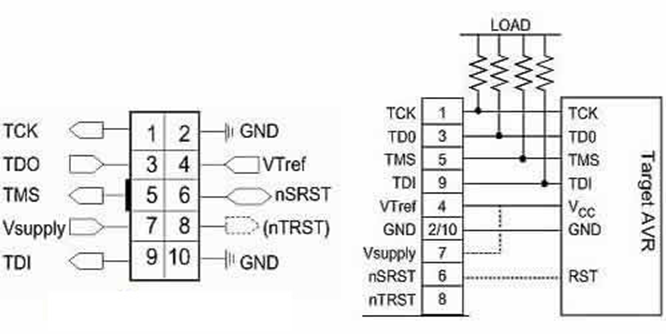 TCK 1 2 GND
TDO 3 4 VTref
TMS 5 6 nSRST
Vsupply 7 8 (nTRST)
TDI 9 10 GND
LOAD
TCK 1 TCK
TD0 3 TD0
TMS 5 TMS
TDI 9 TDI
VTref 4 VCC
GND 2/10 GND
Vsupply 7
nSRST 6 RST
nTRST 8
Target AVR